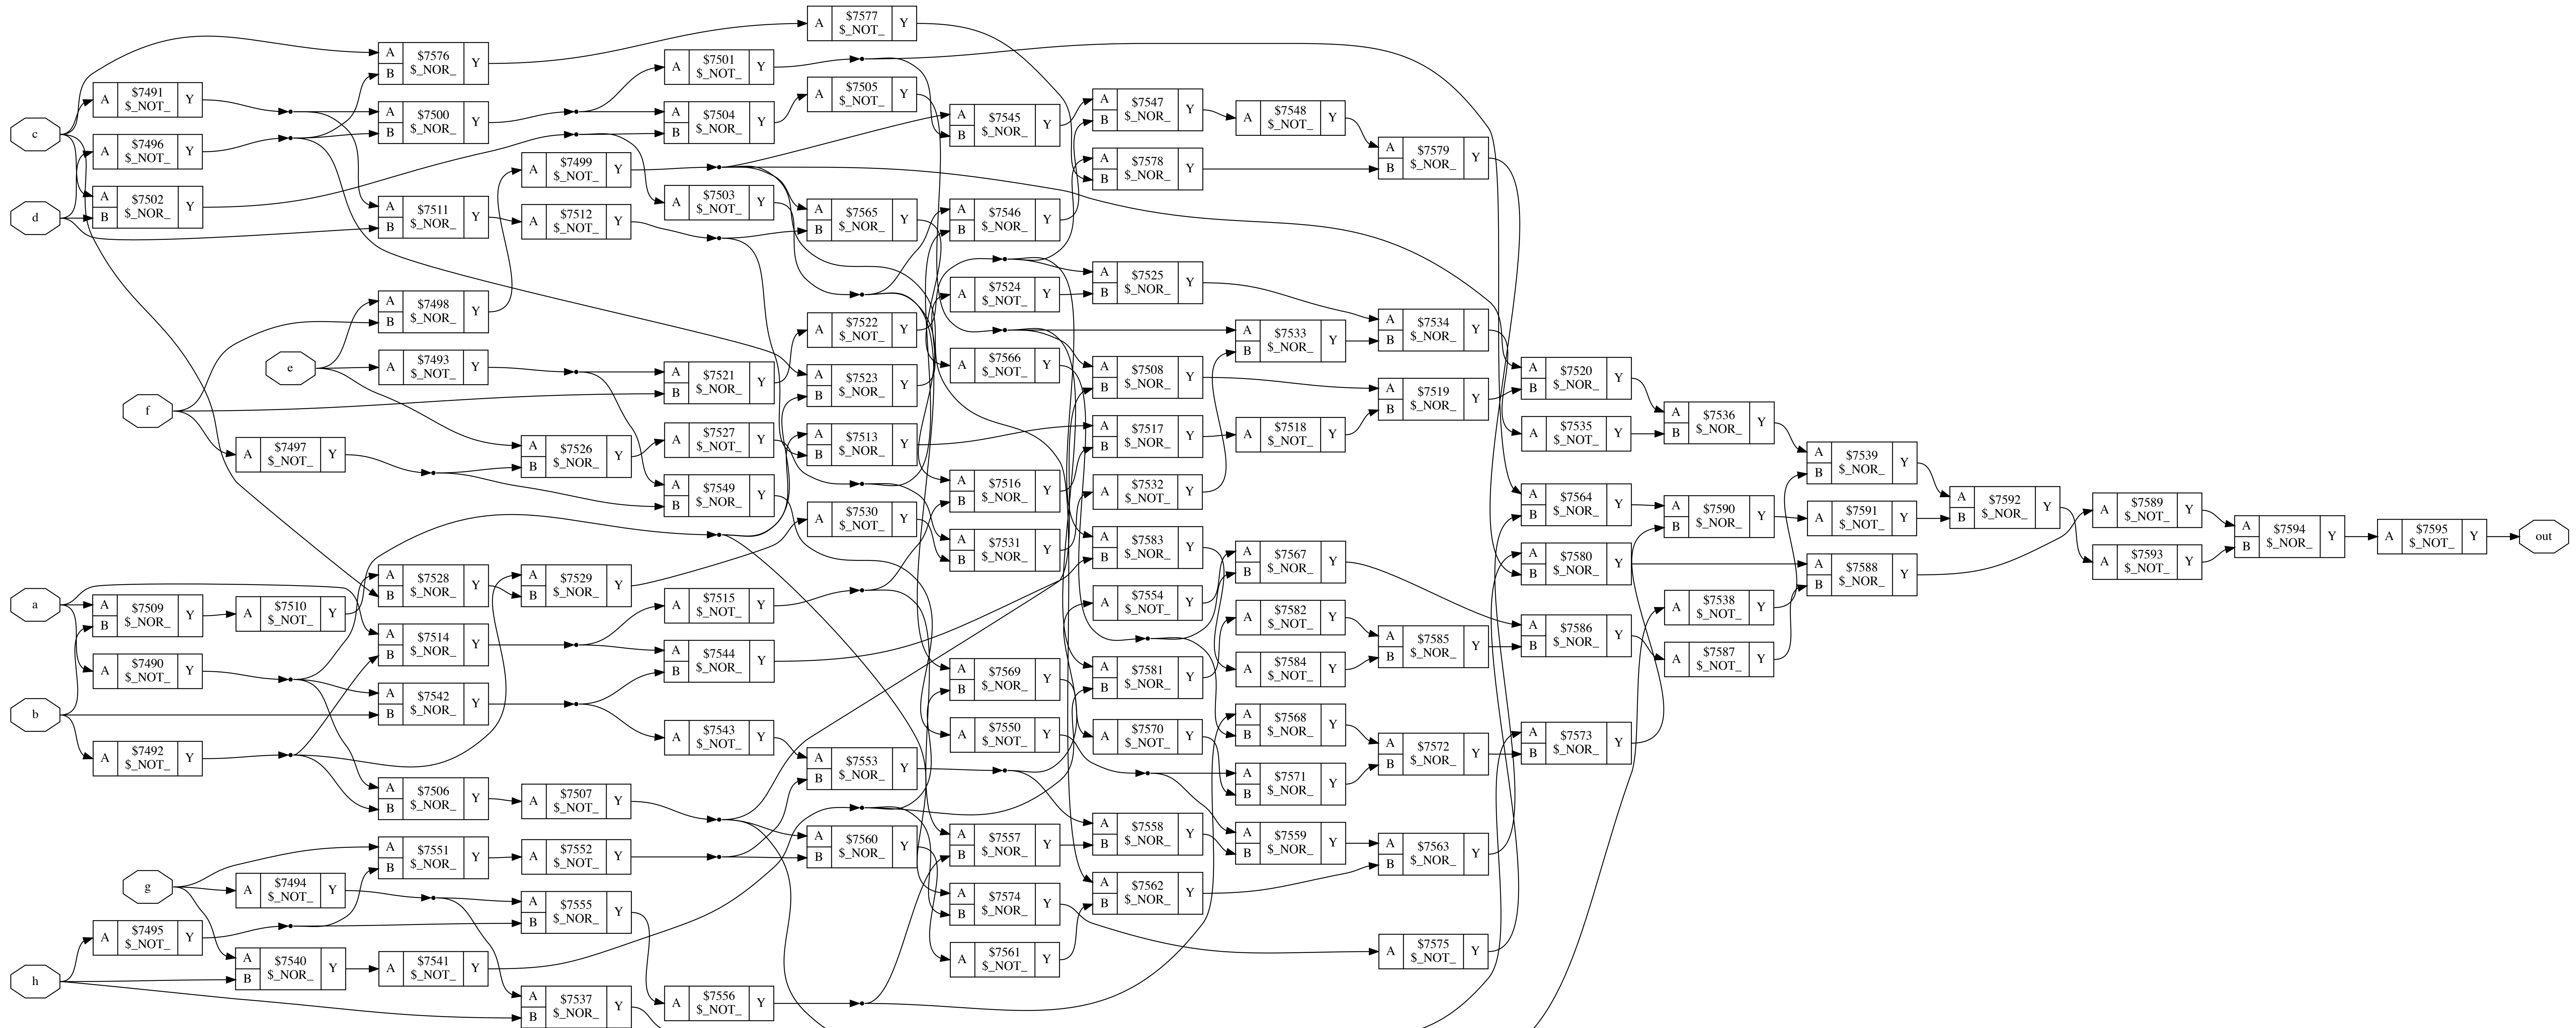 c
d
f
e
a
b
g
h
A $7491 Y
$_NOT_
A $7496 Y
$_NOT_
A $7502 Y
B $_NOR_
A $7509 Y
B $_NOR_
A $7490 Y
$_NOT_
A $7492 Y
$_NOT_
A $7495 Y
$_NOT_
A $7497 Y
$_NOT_
A $7510 Y
$_NOT_
A $7494 Y
$_NOT_
A $7540 Y
B $_NOR_
A $7576 Y
B $_NOR_
A $7500 Y
B $_NOR_
A $7511 Y
B $_NOR_
A $7498 Y
B $_NOR_
A $7493 Y
$_NOT_
A $7528 Y
B $_NOR_
A $7514 Y
B $_NOR_
A $7542 Y
B $_NOR_
A $7506 Y
B $_NOR_
A $7551 Y
B $_NOR_
A $7541 Y
$_NOT_
A $7499 Y
$_NOT_
A $7512 Y
$_NOT_
A $7526 Y
B $_NOR_
A $7529 Y
B $_NOR_
A $7507 Y
$_NOT_
A $7552 Y
$_NOT_
A $7555 Y
B $_NOR_
A $7537 Y
B $_NOR_
A $7501 Y
$_NOT_
A $7504 Y
B $_NOR_
A $7503 Y
$_NOT_
A $7521 Y
B $_NOR_
A $7527 Y
$_NOT_
A $7549 Y
B $_NOR_
A $7515 Y
$_NOT_
A $7544 Y
B $_NOR_
A $7543 Y
$_NOT_
A $7556 Y
$_NOT_
A $7577 Y
$_NOT_
A $7505 Y
$_NOT_
A $7565 Y
B $_NOR_
A $7522 Y
$_NOT_
A $7523 Y
B $_NOR_
A $7513 Y
B $_NOR_
A $7530 Y
$_NOT_
A $7553 Y
B $_NOR_
A $7560 Y
B $_NOR_
A $7545 Y
B $_NOR_
A $7546 Y
B $_NOR_
A $7524 Y
$_NOT_
A $7566 Y
$_NOT_
A $7516 Y
B $_NOR_
A $7531 Y
B $_NOR_
A $7569 Y
B $_NOR_
A $7550 Y
$_NOT_
A $7557 Y
B $_NOR_
A $7574 Y
B $_NOR_
A $7561 Y
$_NOT_
A $7547 Y
B $_NOR_
A $7578 Y
B $_NOR_
A $7525 Y
B $_NOR_
A $7508 Y
B $_NOR_
A $7517 Y
B $_NOR_
A $7532 Y
$_NOT_
A $7583 Y
B $_NOR_
A $7554 Y
$_NOT_
A $7581 Y
B $_NOR_
A $7570 Y
$_NOT_
A $7558 Y
B $_NOR_
A $7562 Y
B $_NOR_
A $7548 Y
$_NOT_
A $7533 Y
B $_NOR_
A $7518 Y
$_NOT_
A $7567 Y
B $_NOR_
A $7582 Y
$_NOT_
A $7584 Y
$_NOT_
A $7568 Y
B $_NOR_
A $7571 Y
B $_NOR_
A $7559 Y
B $_NOR_
A $7579 Y
B $_NOR_
A $7534 Y
B $_NOR_
A $7519 Y
B $_NOR_
A $7585 Y
B $_NOR_
A $7572 Y
B $_NOR_
A $7563 Y
B $_NOR_
A $7575 Y
$_NOT_
A $7520 Y
B $_NOR_
A $7535 Y
$_NOT_
A $7564 Y
B $_NOR_
A $7580 Y
B $_NOR_
A $7586 Y
B $_NOR_
A $7573 Y
B $_NOR_
A $7536 Y
B $_NOR_
A $7590 Y
B $_NOR_
A $7538 Y
$_NOT_
A $7587 Y
$_NOT_
A $7539 Y
B $_NOR_
A $7591 Y
$_NOT_
A $7588 Y
B $_NOR_
A $7592 Y
B $_NOR_
A $7589 Y
$_NOT_
A $7593 Y
$_NOT_
A $7594 Y
B $_NOR_
A $7595 Y
$_NOT_
out